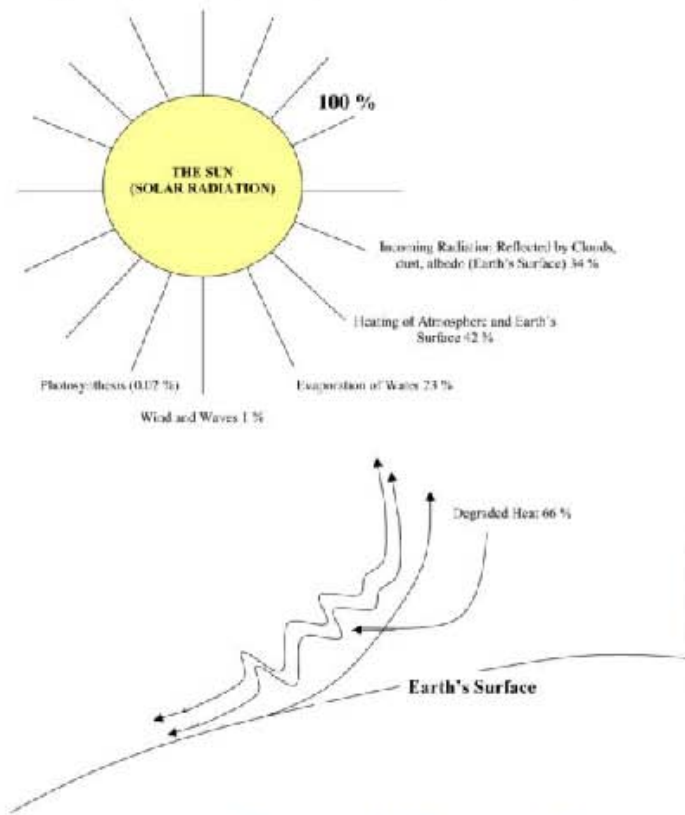 100 %
THE SUN
(SOLAR RADIATION)
Incoming Radiation Reflected by Clouds,
dust, albedo (Earth's Surface) 34 %
Heating of Atmosphere and Earth's
Surface 42 %
Photosynthesis (0.02 %)
Evaporation of Water 23 %
Wind and Waves 1 %
Degraded Heat 66 %
Earth's Surface